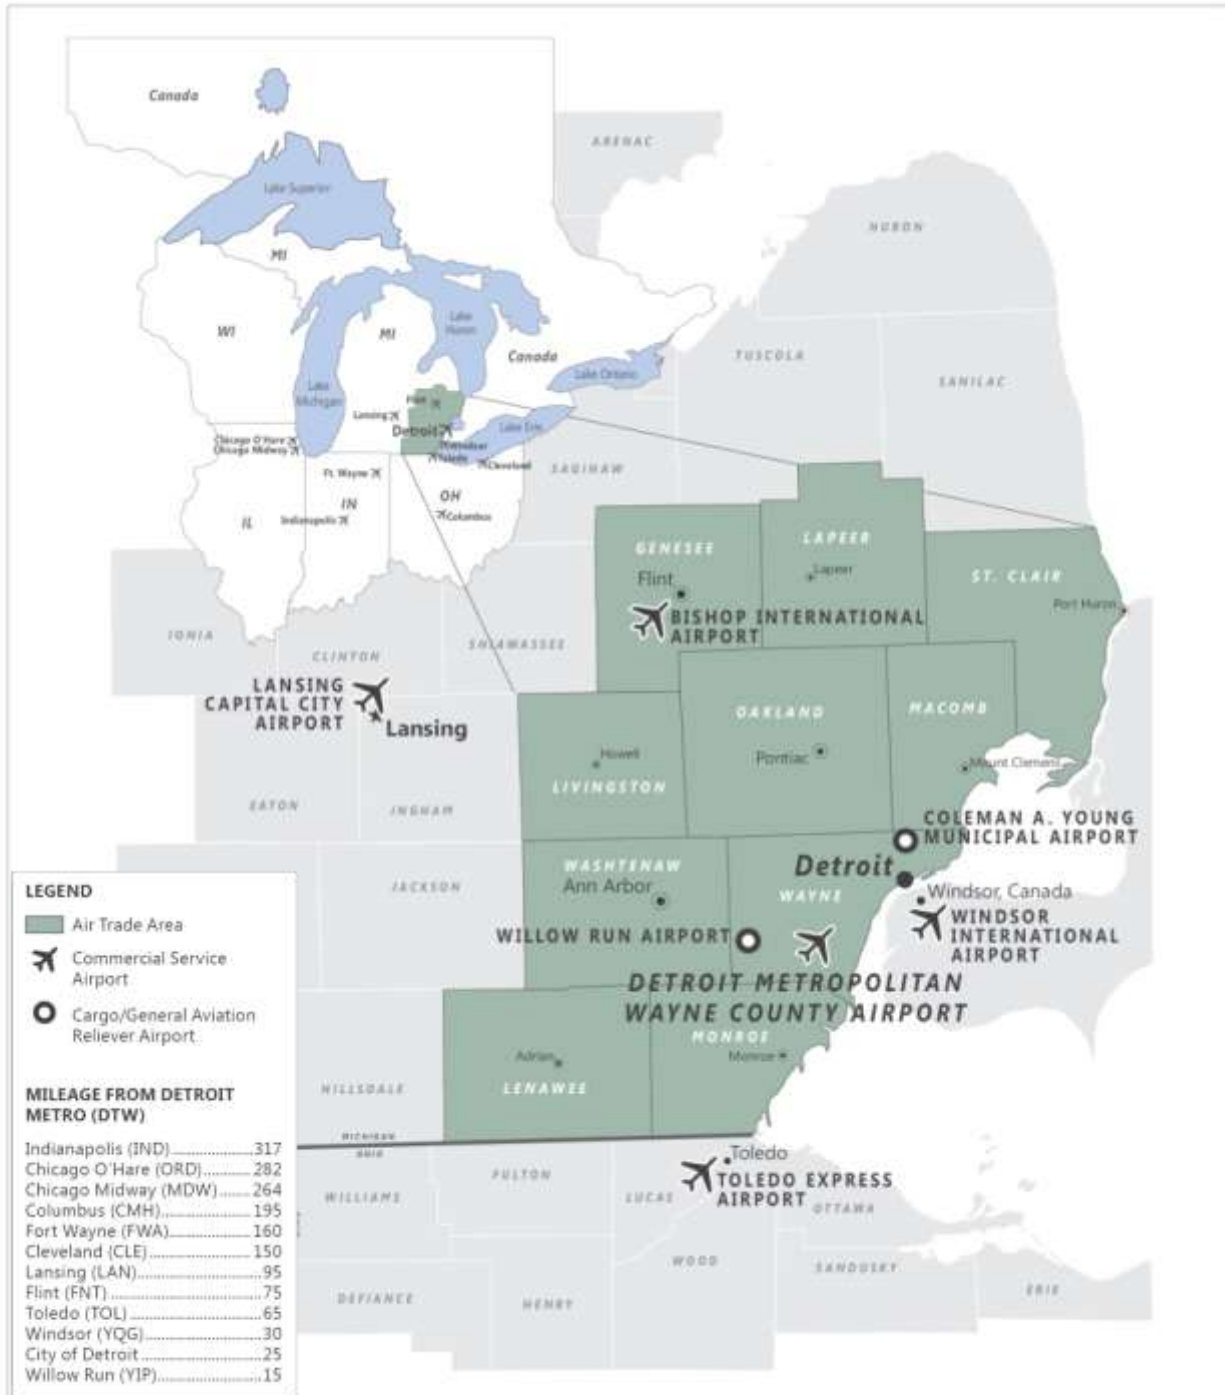 Canada
Lake Superior
MI
WI
MI
Lake
Huron
Canada
Lake Ontario
Lake
Michigan
Flint
Lansing
Detroit
Lake Erie
Windsor
Toledo
Cleveland
Chicago O'Hare
Chicago Midway
Ft. Wayne
IN
OH
IL
Indianapolis
Columbus
ARENAC
HURON
TUSCOLA
SANILAC
SAGINAW
GENESEE
Flint
BISHOP INTERNATIONAL
AIRPORT
LAPEER
Lapeer
ST. CLAIR
Port Huron
IONIA
CLINTON
SHIAWASSEE
LANSING
CAPITAL CITY
AIRPORT
Lansing
OAKLAND
Pontiac
MACOMB
Mount Clemens
Howell
LIVINGSTON
EATON
INGHAM
COLEMAN A. YOUNG
MUNICIPAL AIRPORT
Detroit
WASHTENAW
Ann Arbor
WAYNE
Windsor, Canada
WINDSOR
INTERNATIONAL
AIRPORT
JACKSON
WILLOW RUN AIRPORT
DETROIT METROPOLITAN
WAYNE COUNTY AIRPORT
MONROE
Monroe
Adrian
LENAWEE
HILLSDALE
MICHIGAN
OHIO
Toledo
TOLEDO EXPRESS
AIRPORT
FULTON
WILLIAMS
LUCAS
OTTAWA
WOOD
SANDUSKY
ERIE
DEFIANCE
HENRY
LEGEND
Air Trade Area
Commercial Service
Airport
Cargo/General Aviation
Reliever Airport
MILEAGE FROM DETROIT
METRO (DTW)
Indianapolis (IND)........................317
Chicago O'Hare (ORD)..........282
Chicago Midway (MDW)......264
Columbus (CMH)..................195
Fort Wayne (FWA)................160
Cleveland (CLE)....................150
Lansing (LAN)........................95
Flint (FNT)..............................75
Toledo (TOL)..........................65
Windsor (YQG).......................30
City of Detroit.........................25
Willow Run (YIP)....................15